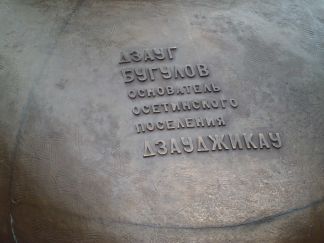 ДЗАУГ
БУГУЛОВ
ОСНОВАТЕЛЬ
ОСЕТИНСКОГО
ПОСЕЛЕНИЯ
ДЗАУДЖИКАУ